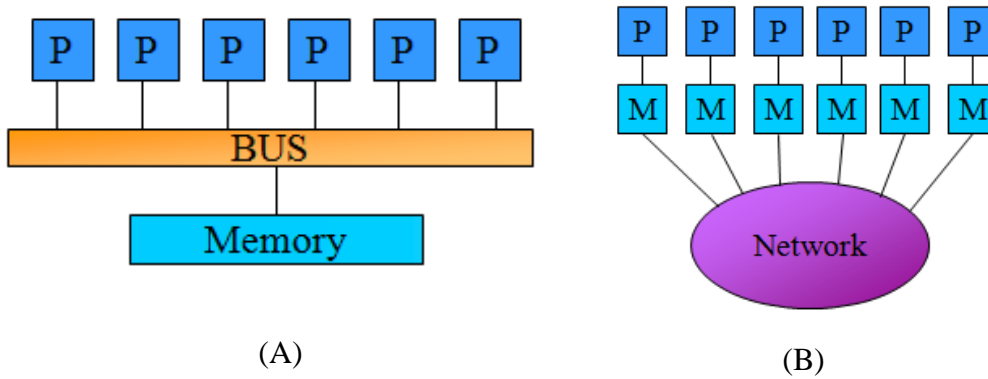 P P P P P P
BUS
Memory
(A)
P P P P P P
M M M M M M
Network
(B)